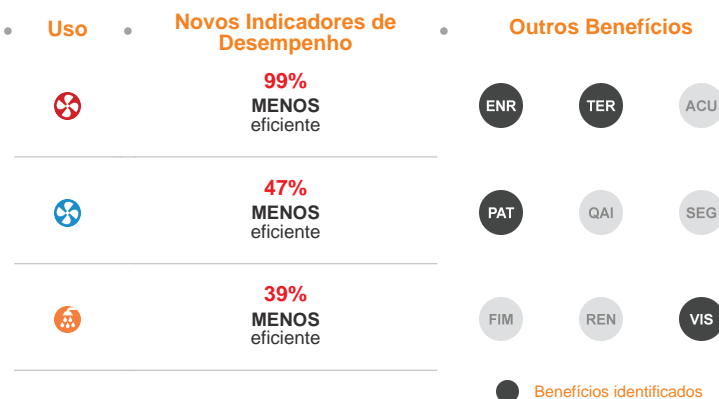 Uso
Novos Indicadores de
Desempenho
Outros Benefícios
99%
MENOS
eficiente
ENR TER ACU
47%
MENOS
eficiente
PAT QAI SEG
39%
MENOS
eficiente
FIM REN VIS
Benefícios identificados